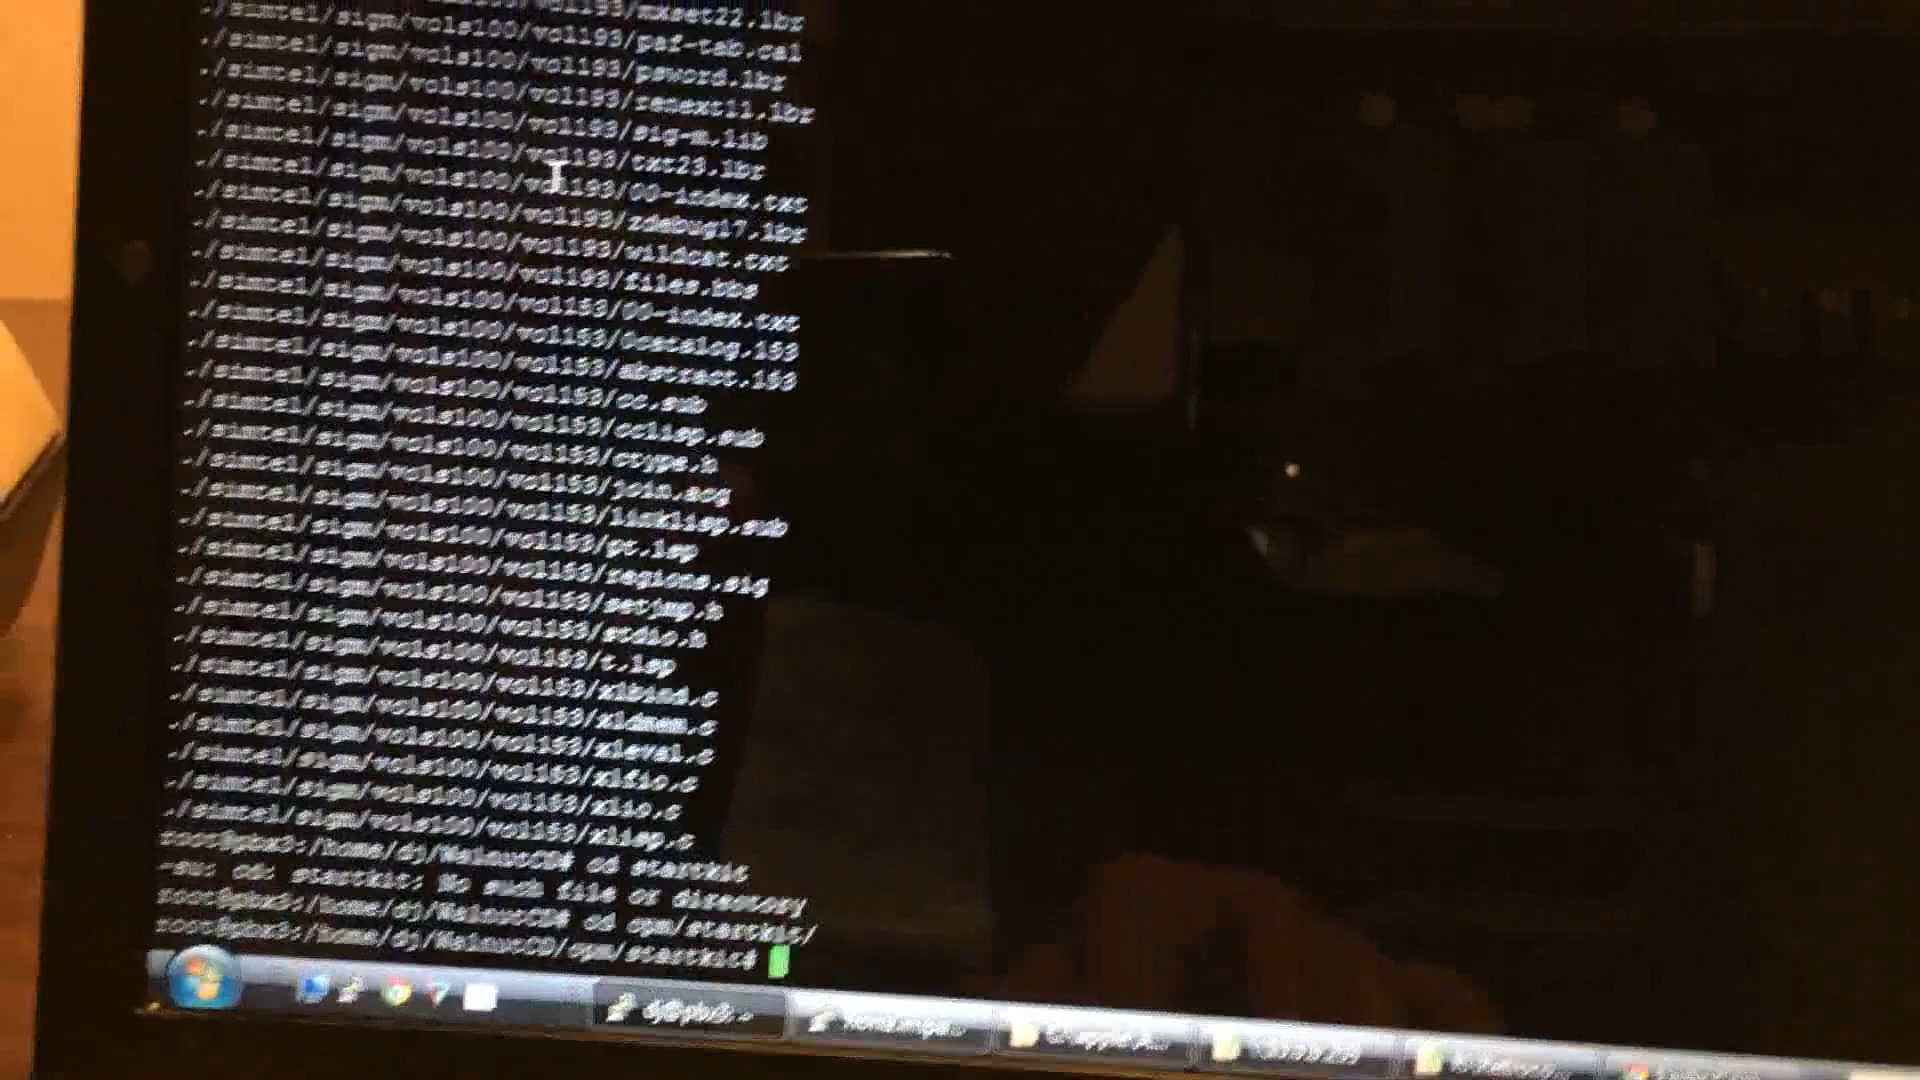 ./simtel/sigm/vols100/vol193/mxset22.lbr
./simtel/sigm/vols100/vol193/paf-tab.cal
./simtel/sigm/vols100/vol193/psword.lbr
./simtel/sigm/vols100/vol193/renext11.lbr
./simtel/sigm/vols100/vol193/sig-m.lib
./simtel/sigm/vols100/vol193/txt23.lbr
./simtel/sigm/vols100/vol193/00-index.txt
./simtel/sigm/vols100/vol193/zdebug17.lbr
./simtel/sigm/vols100/vol193/wildcat.txt
./simtel/sigm/vols100/vol193/files.bbs
./simtel/sigm/vols100/vol153/00-index.txt
./simtel/sigm/vols100/vol153/0catalog.153
./simtel/sigm/vols100/vol153/abstract.153
./simtel/sigm/vols100/vol153/cc.sub
./simtel/sigm/vols100/vol153/cclisp.sub
./simtel/sigm/vols100/vol153/ctype.h
./simtel/sigm/vols100/vol153/join.acg
./simtel/sigm/vols100/vol153/linklisp.sub
./simtel/sigm/vols100/vol153/pt.lsp
./simtel/sigm/vols100/vol153/regions.sig
./simtel/sigm/vols100/vol153/setjmp.h
./simtel/sigm/vols100/vol153/stdio.h
./simtel/sigm/vols100/vol153/t.lsp
./simtel/sigm/vols100/vol153/xlbind.c
./simtel/sigm/vols100/vol153/xldmem.c
./simtel/sigm/vols100/vol153/xleval.c
./simtel/sigm/vols100/vol153/xlfio.c
./simtel/sigm/vols100/vol153/xlio.c
./simtel/sigm/vols100/vol153/xlisp.c
root@pbx3:/home/dj/WalnutCD# cd startkit
-su: cd: startkit: No such file or directory
root@pbx3:/home/dj/WalnutCD# cd cpm/startkit/
root@pbx3:/home/dj/WalnutCD/cpm/startkit#
dj@pbx3: ~